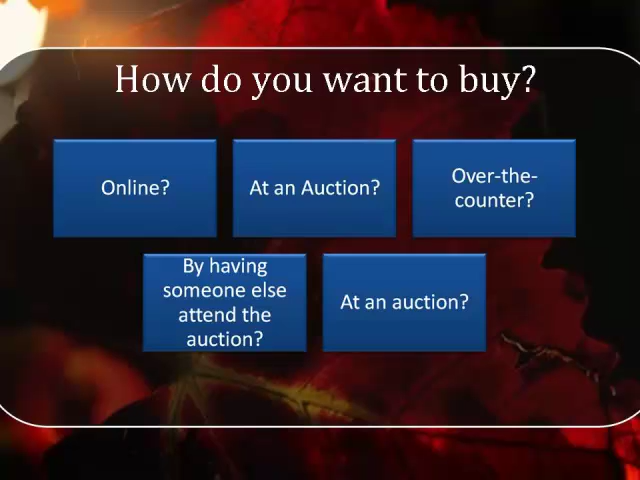 How do you want to buy?
Online?
At an Auction?
Over-the-
counter?
By having
someone else
attend the
auction?
At an auction?